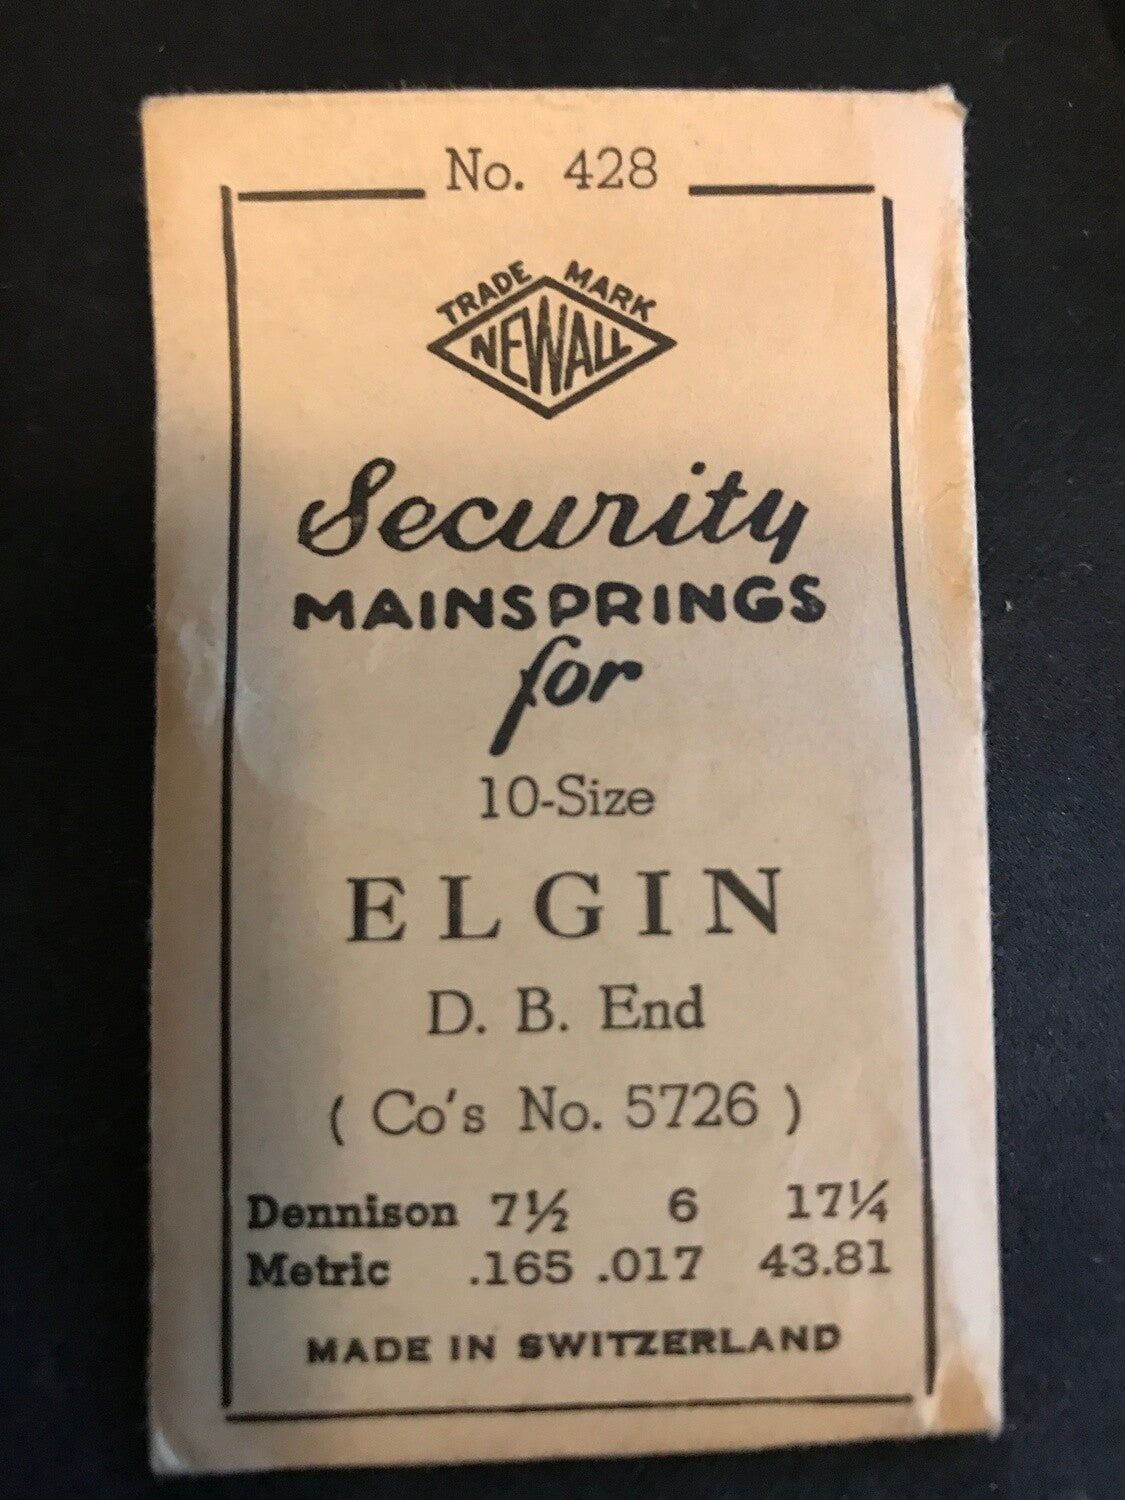 No. 428
TRADE MARK
NEWALL
Security
MAINSPRINGS
for
10-Size
ELGIN
D. B. End
( Co's No. 5726 )
Dennison 7½ 6 17¼
Metric .165 .017 43.81
MADE IN SWITZERLAND